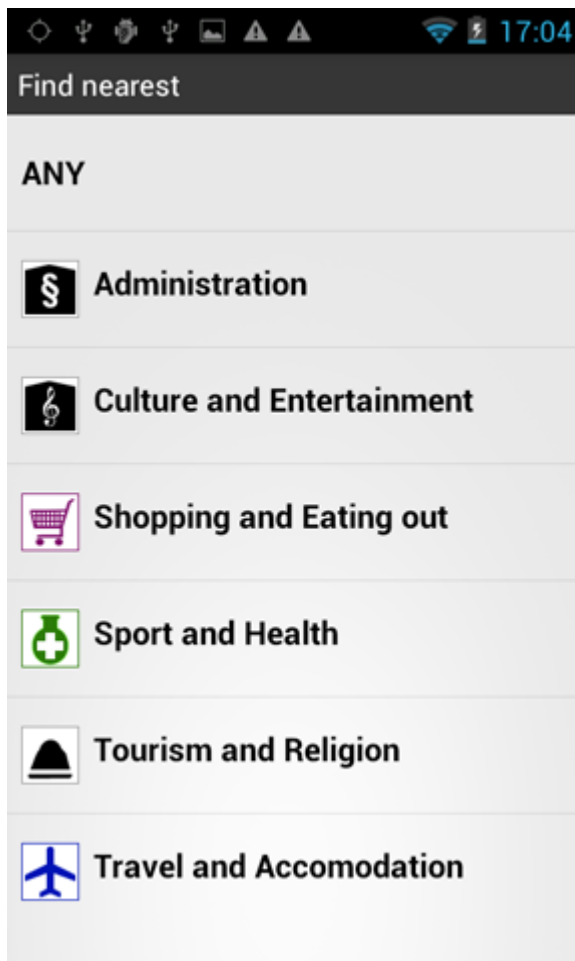 17:04
Find nearest
ANY
§
Administration
Culture and Entertainment
Shopping and Eating out
Sport and Health
Tourism and Religion
Travel and Accomodation